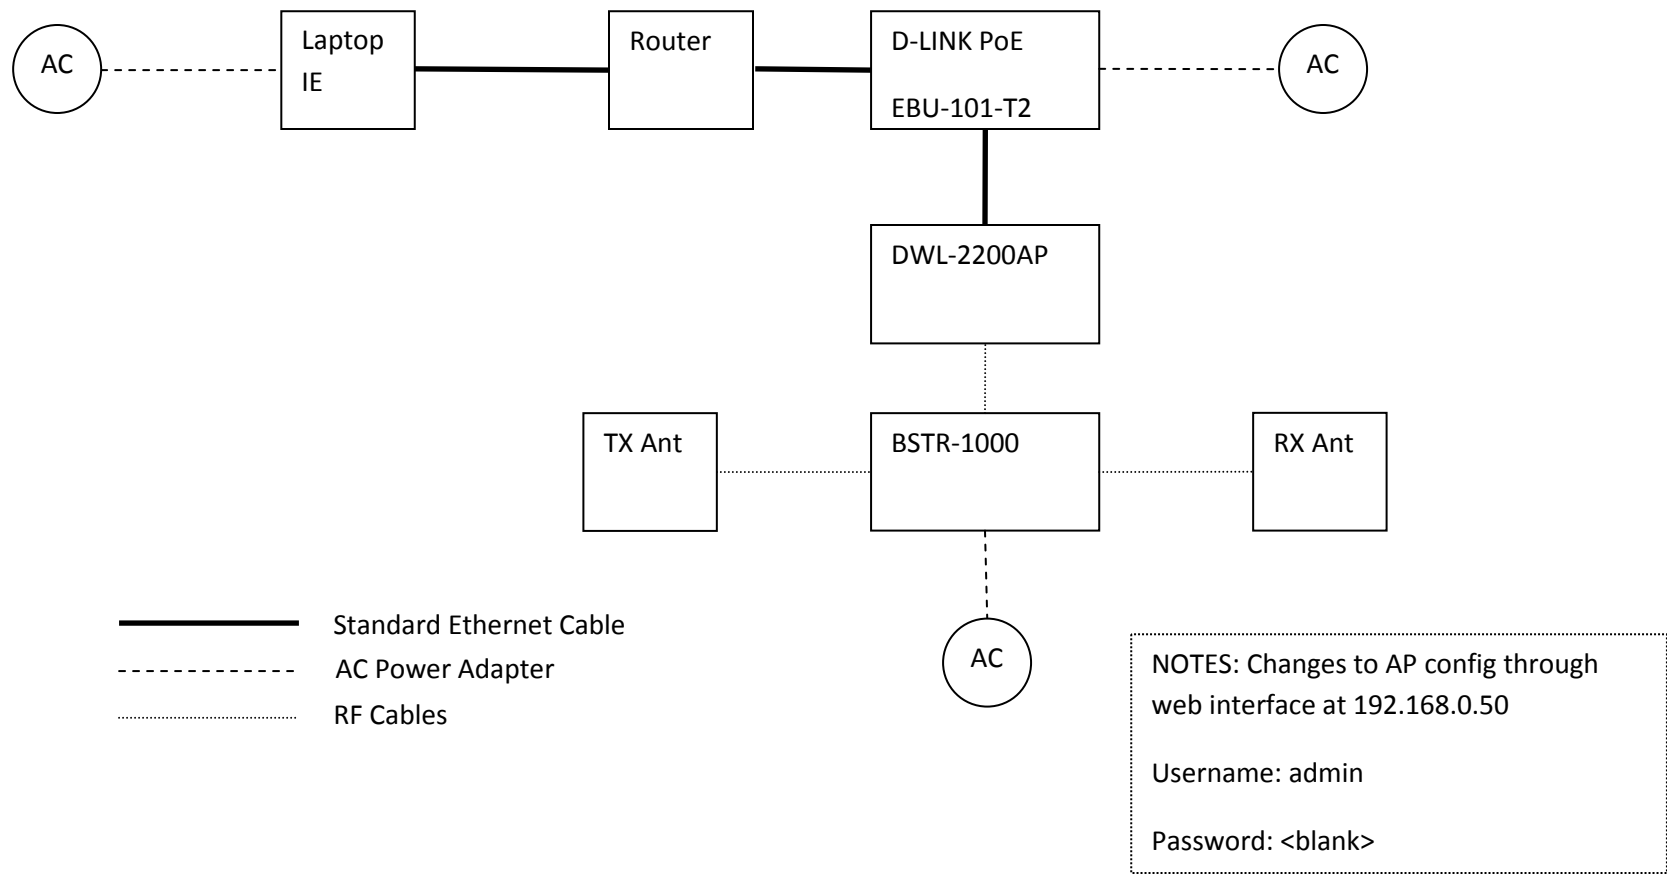 AC
Laptop
IE
Router
D-LINK PoE
EBU-101-T2
AC
DWL-2200AP
TX Ant
BSTR-1000
RX Ant
AC
Standard Ethernet Cable
AC Power Adapter
RF Cables
NOTES: Changes to AP config through
web interface at 192.168.0.50
Username: admin
Password: <blank>